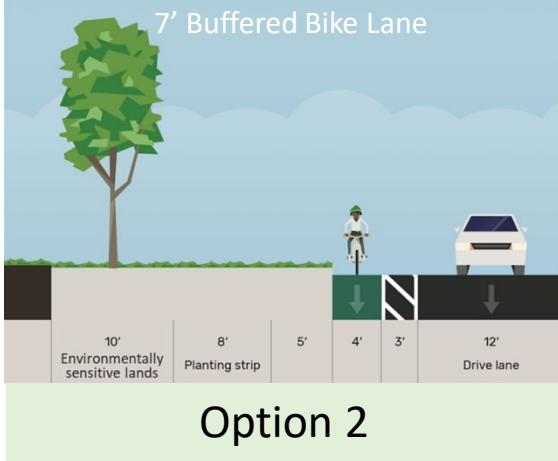 7’ Buffered Bike Lane
10’
Environmentally
sensitive lands
8’
Planting strip
5’
4’
3’
12’
Drive lane
Option 2